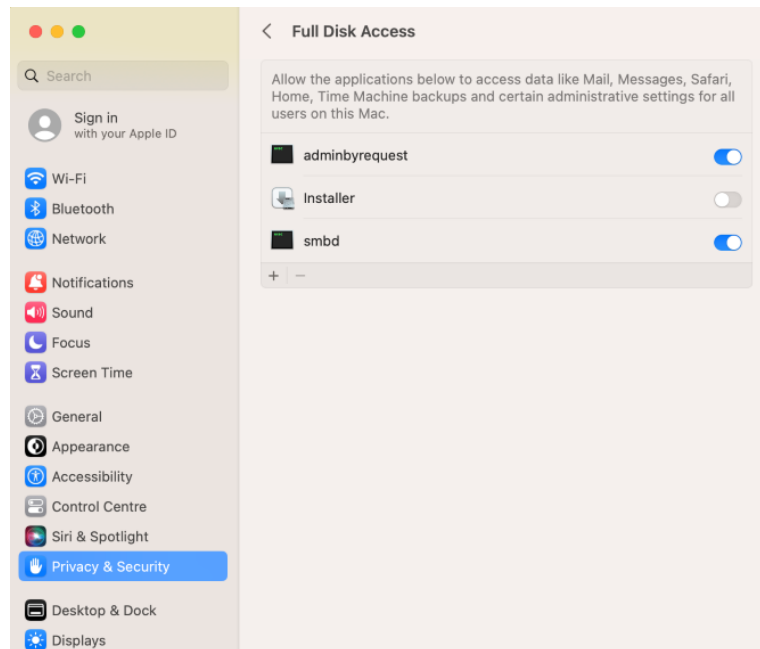 Full Disk Access
Search
Sign in
with your Apple ID
Wi-Fi
Bluetooth
Network
Notifications
Sound
Focus
Screen Time
General
Appearance
Accessibility
Control Centre
Siri & Spotlight
Privacy & Security
Desktop & Dock
Displays
Allow the applications below to access data like Mail, Messages, Safari,
Home, Time Machine backups and certain administrative settings for all
users on this Mac.
adminbyrequest
Installer
smbd